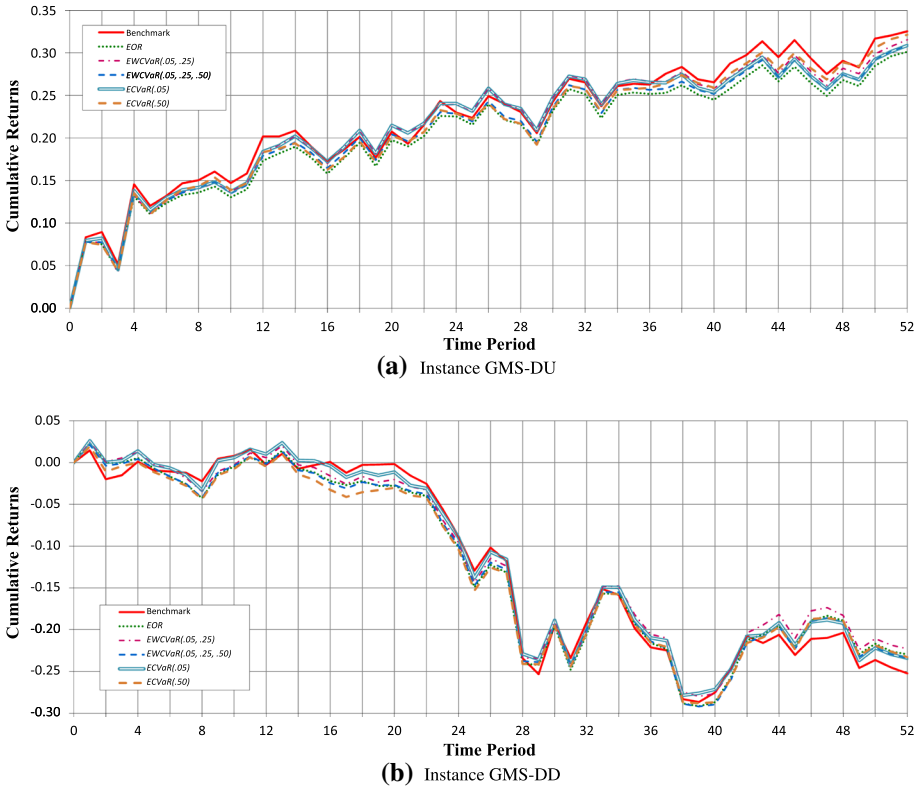 Cumulative Returns
0.35
0.30
0.25
0.20
0.15
0.10
0.05
0.00
Benchmark
EOR
EWCVaR(.05, .25)
EWCVaR(.05, .25, .50)
ECVaR(.05)
ECVaR(.50)
0 4 8 12 16 20 24 28 32 36 40 44 48 52
Time Period
(a) Instance GMS-DU
Cumulative Returns
0.05
0.00
-0.05
-0.10
-0.15
-0.20
-0.25
-0.30
Benchmark
EOR
EWCVaR(.05, .25)
EWCVaR(.05, .25, .50)
ECVaR(.05)
ECVaR(.50)
0 4 8 12 16 20 24 28 32 36 40 44 48 52
Time Period
(b) Instance GMS-DD